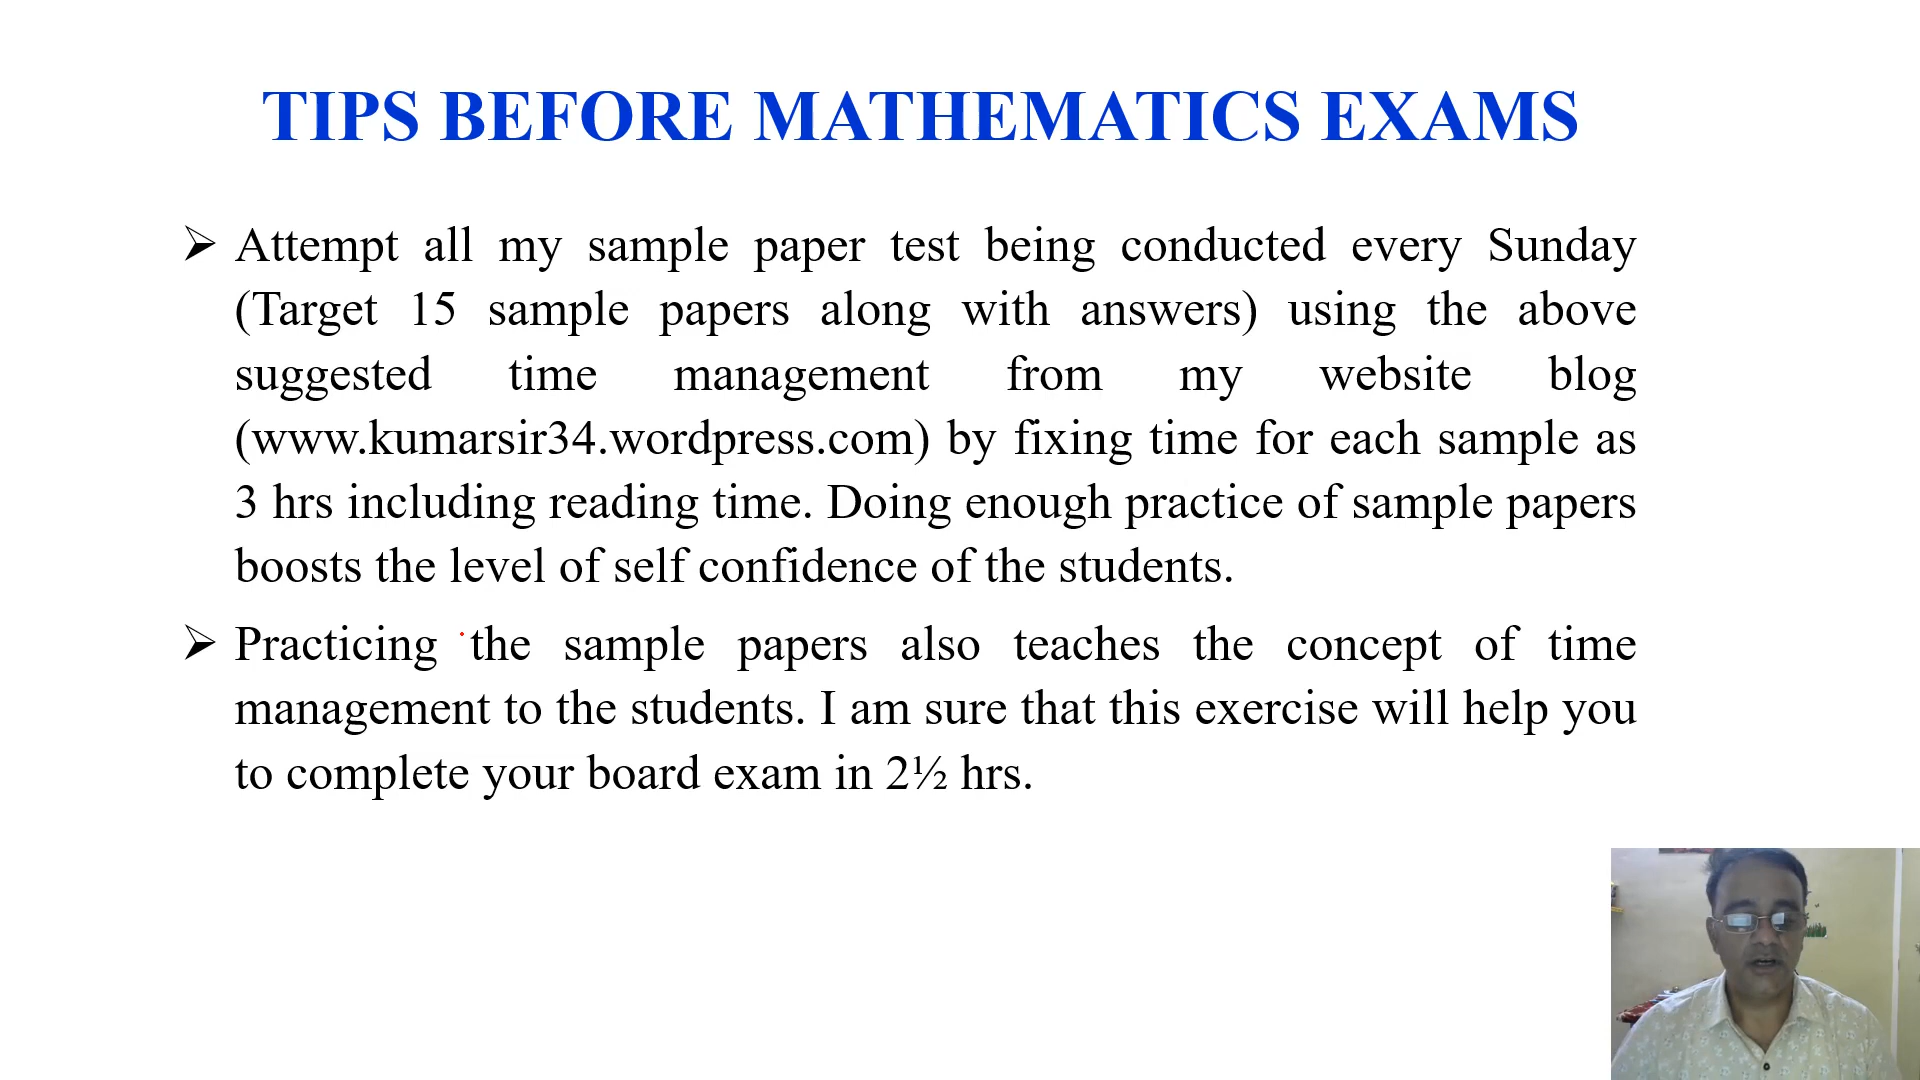 TIPS BEFORE MATHEMATICS EXAMS
➢ Attempt all my sample paper test being conducted every Sunday
(Target 15 sample papers along with answers) using the above
suggested time management from my website blog
(www.kumarsir34.wordpress.com) by fixing time for each sample as
3 hrs including reading time. Doing enough practice of sample papers
boosts the level of self confidence of the students.
➢ Practicing the sample papers also teaches the concept of time
management to the students. I am sure that this exercise will help you
to complete your board exam in 2½ hrs.